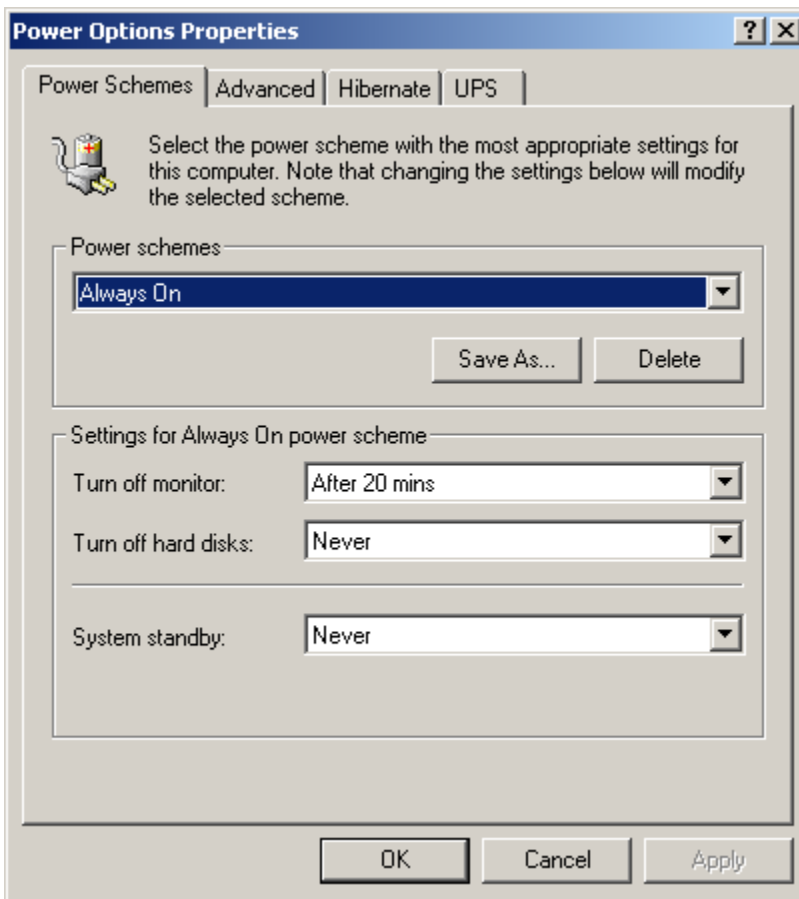 Power Options Properties
Power Schemes Advanced Hibernate UPS
Select the power scheme with the most appropriate settings for
this computer. Note that changing the settings below will modify
the selected scheme.
Power schemes
Always On
Save As... Delete
Settings for Always On power scheme
Turn off monitor: After 20 mins
Turn off hard disks: Never
System standby: Never
OK Cancel Apply